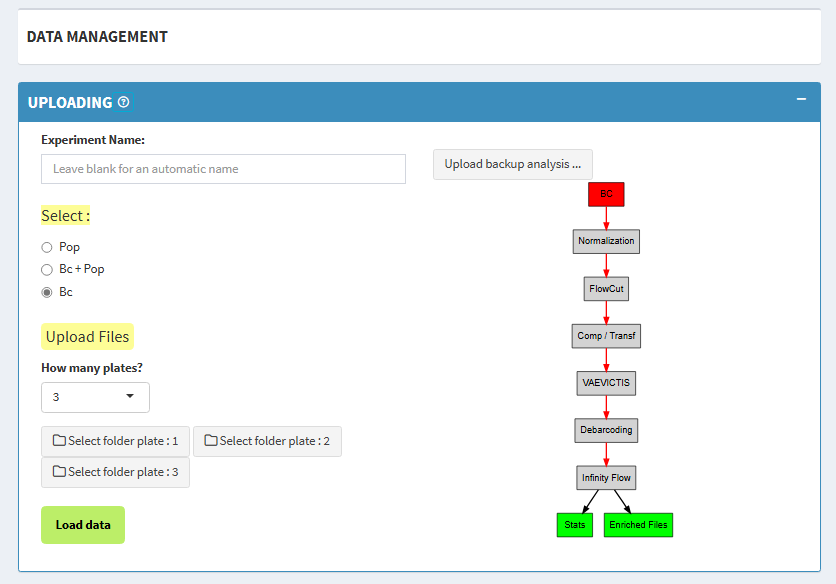 DATA MANAGEMENT
UPLOADING
Experiment Name:
Leave blank for an automatic name
Upload backup analysis ...
Select :
Pop
Bc + Pop
Bc
Upload Files
How many plates?
3
Select folder plate : 1
Select folder plate : 2
Select folder plate : 3
Load data
BC
Normalization
FlowCut
Comp / Transf
VAEVICTIS
Debarcoding
Infinity Flow
Stats
Enriched Files